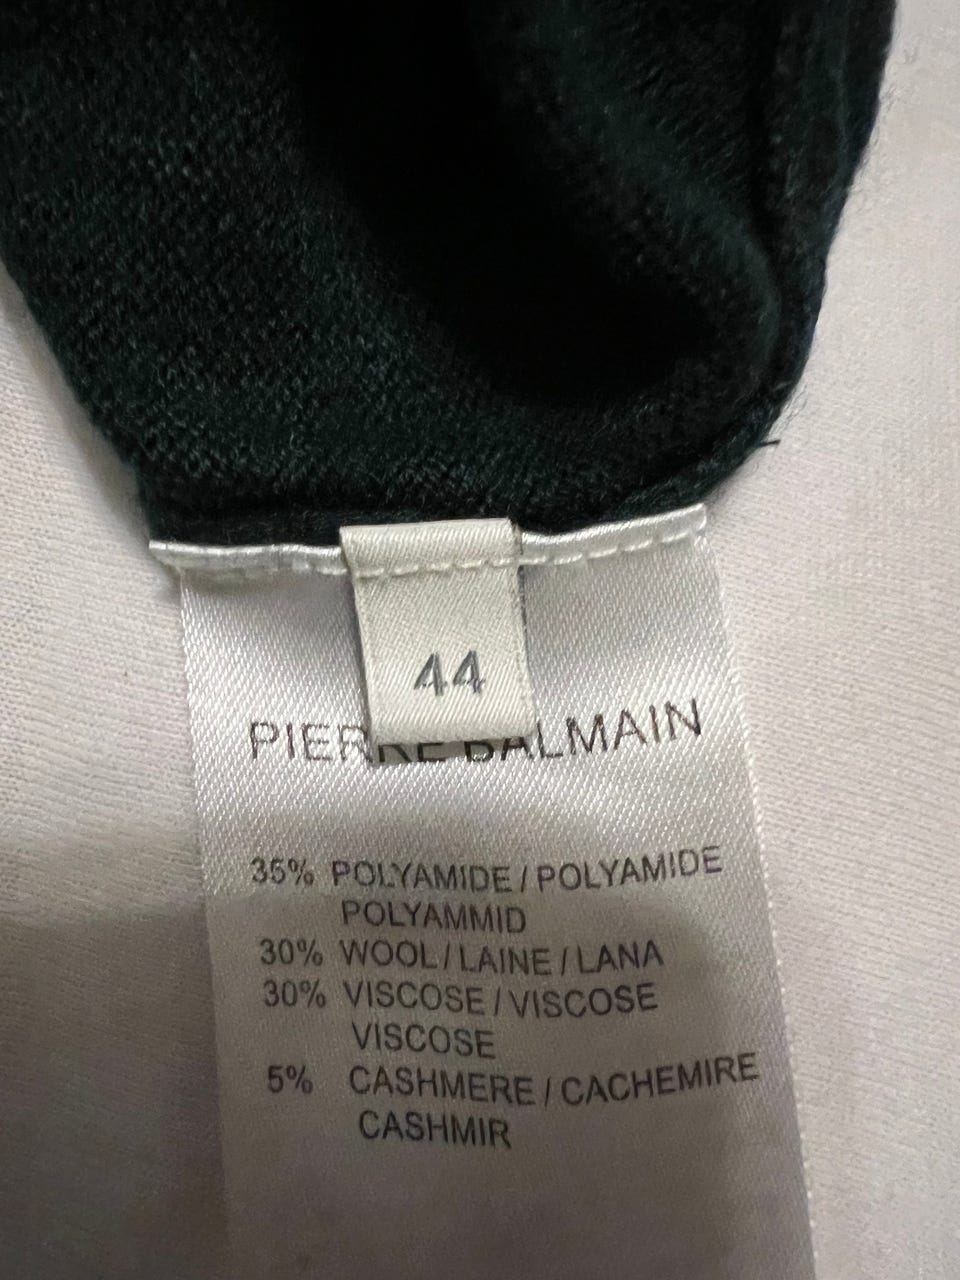 44
PIERRE BALMAIN
35% POLYAMIDE / POLYAMIDE
POLYAMMID
30% WOOL / LAINE / LANA
30% VISCOSE / VISCOSE
VISCOSE
5% CASHMERE / CACHEMIRE
CASHMIR